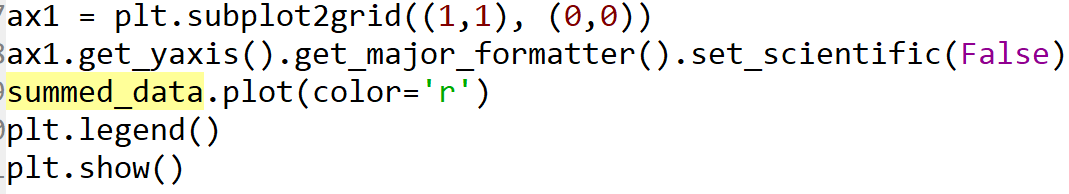 ax1 = plt.subplot2grid((1,1), (0,0))
ax1.get_yaxis().get_major_formatter().set_scientific(False)
summed_data.plot(color='r')
plt.legend()
plt.show()